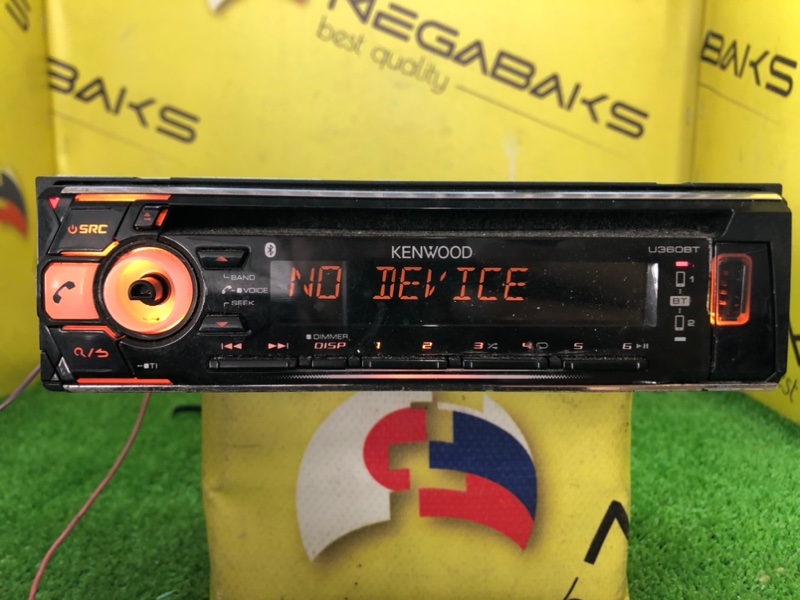 NEGABAKS
best quality
BAKS
BAKS
SRC
KENWOOD
U380BT
BAND
VOICE
SEEK
NO DEVICE
1
BT
2
DIMMER
DISP 1 2 3 4 5 6
TI
st